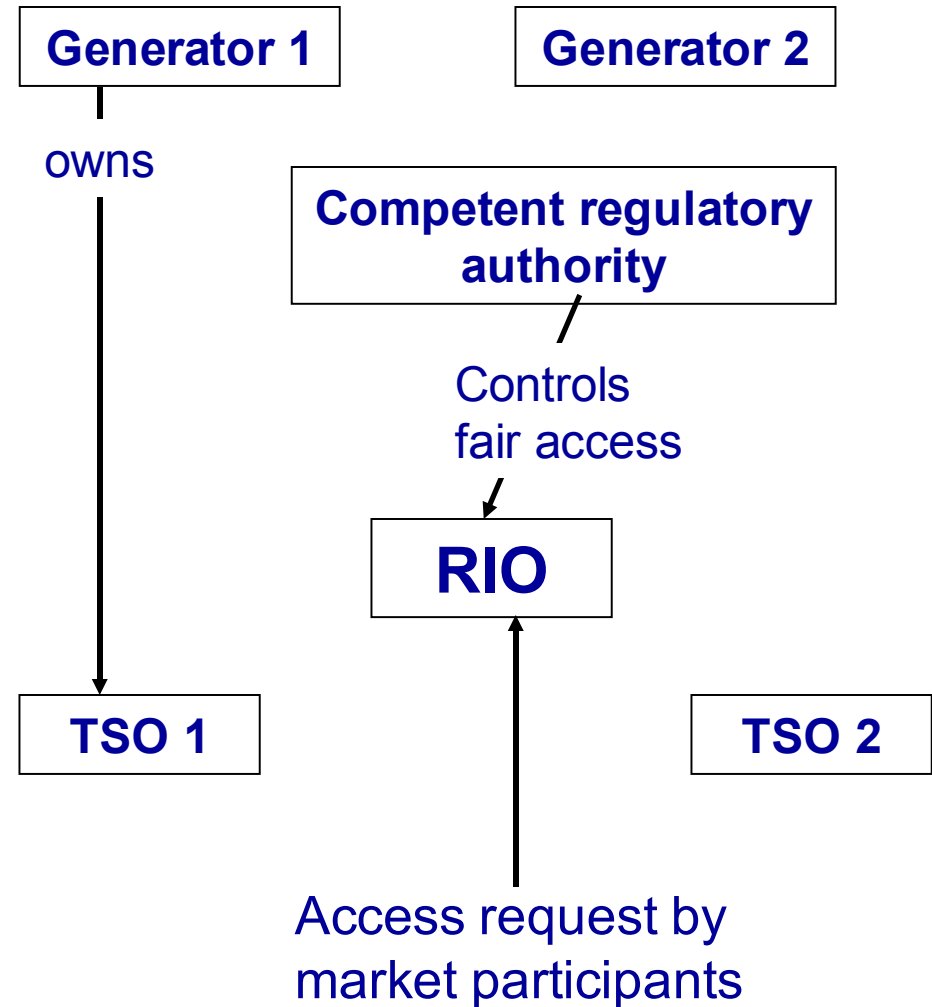 Generator 1
Generator 2
owns
Competent regulatory
authority
Controls
fair access
RIO
TSO 1
TSO 2
Access request by
market participants